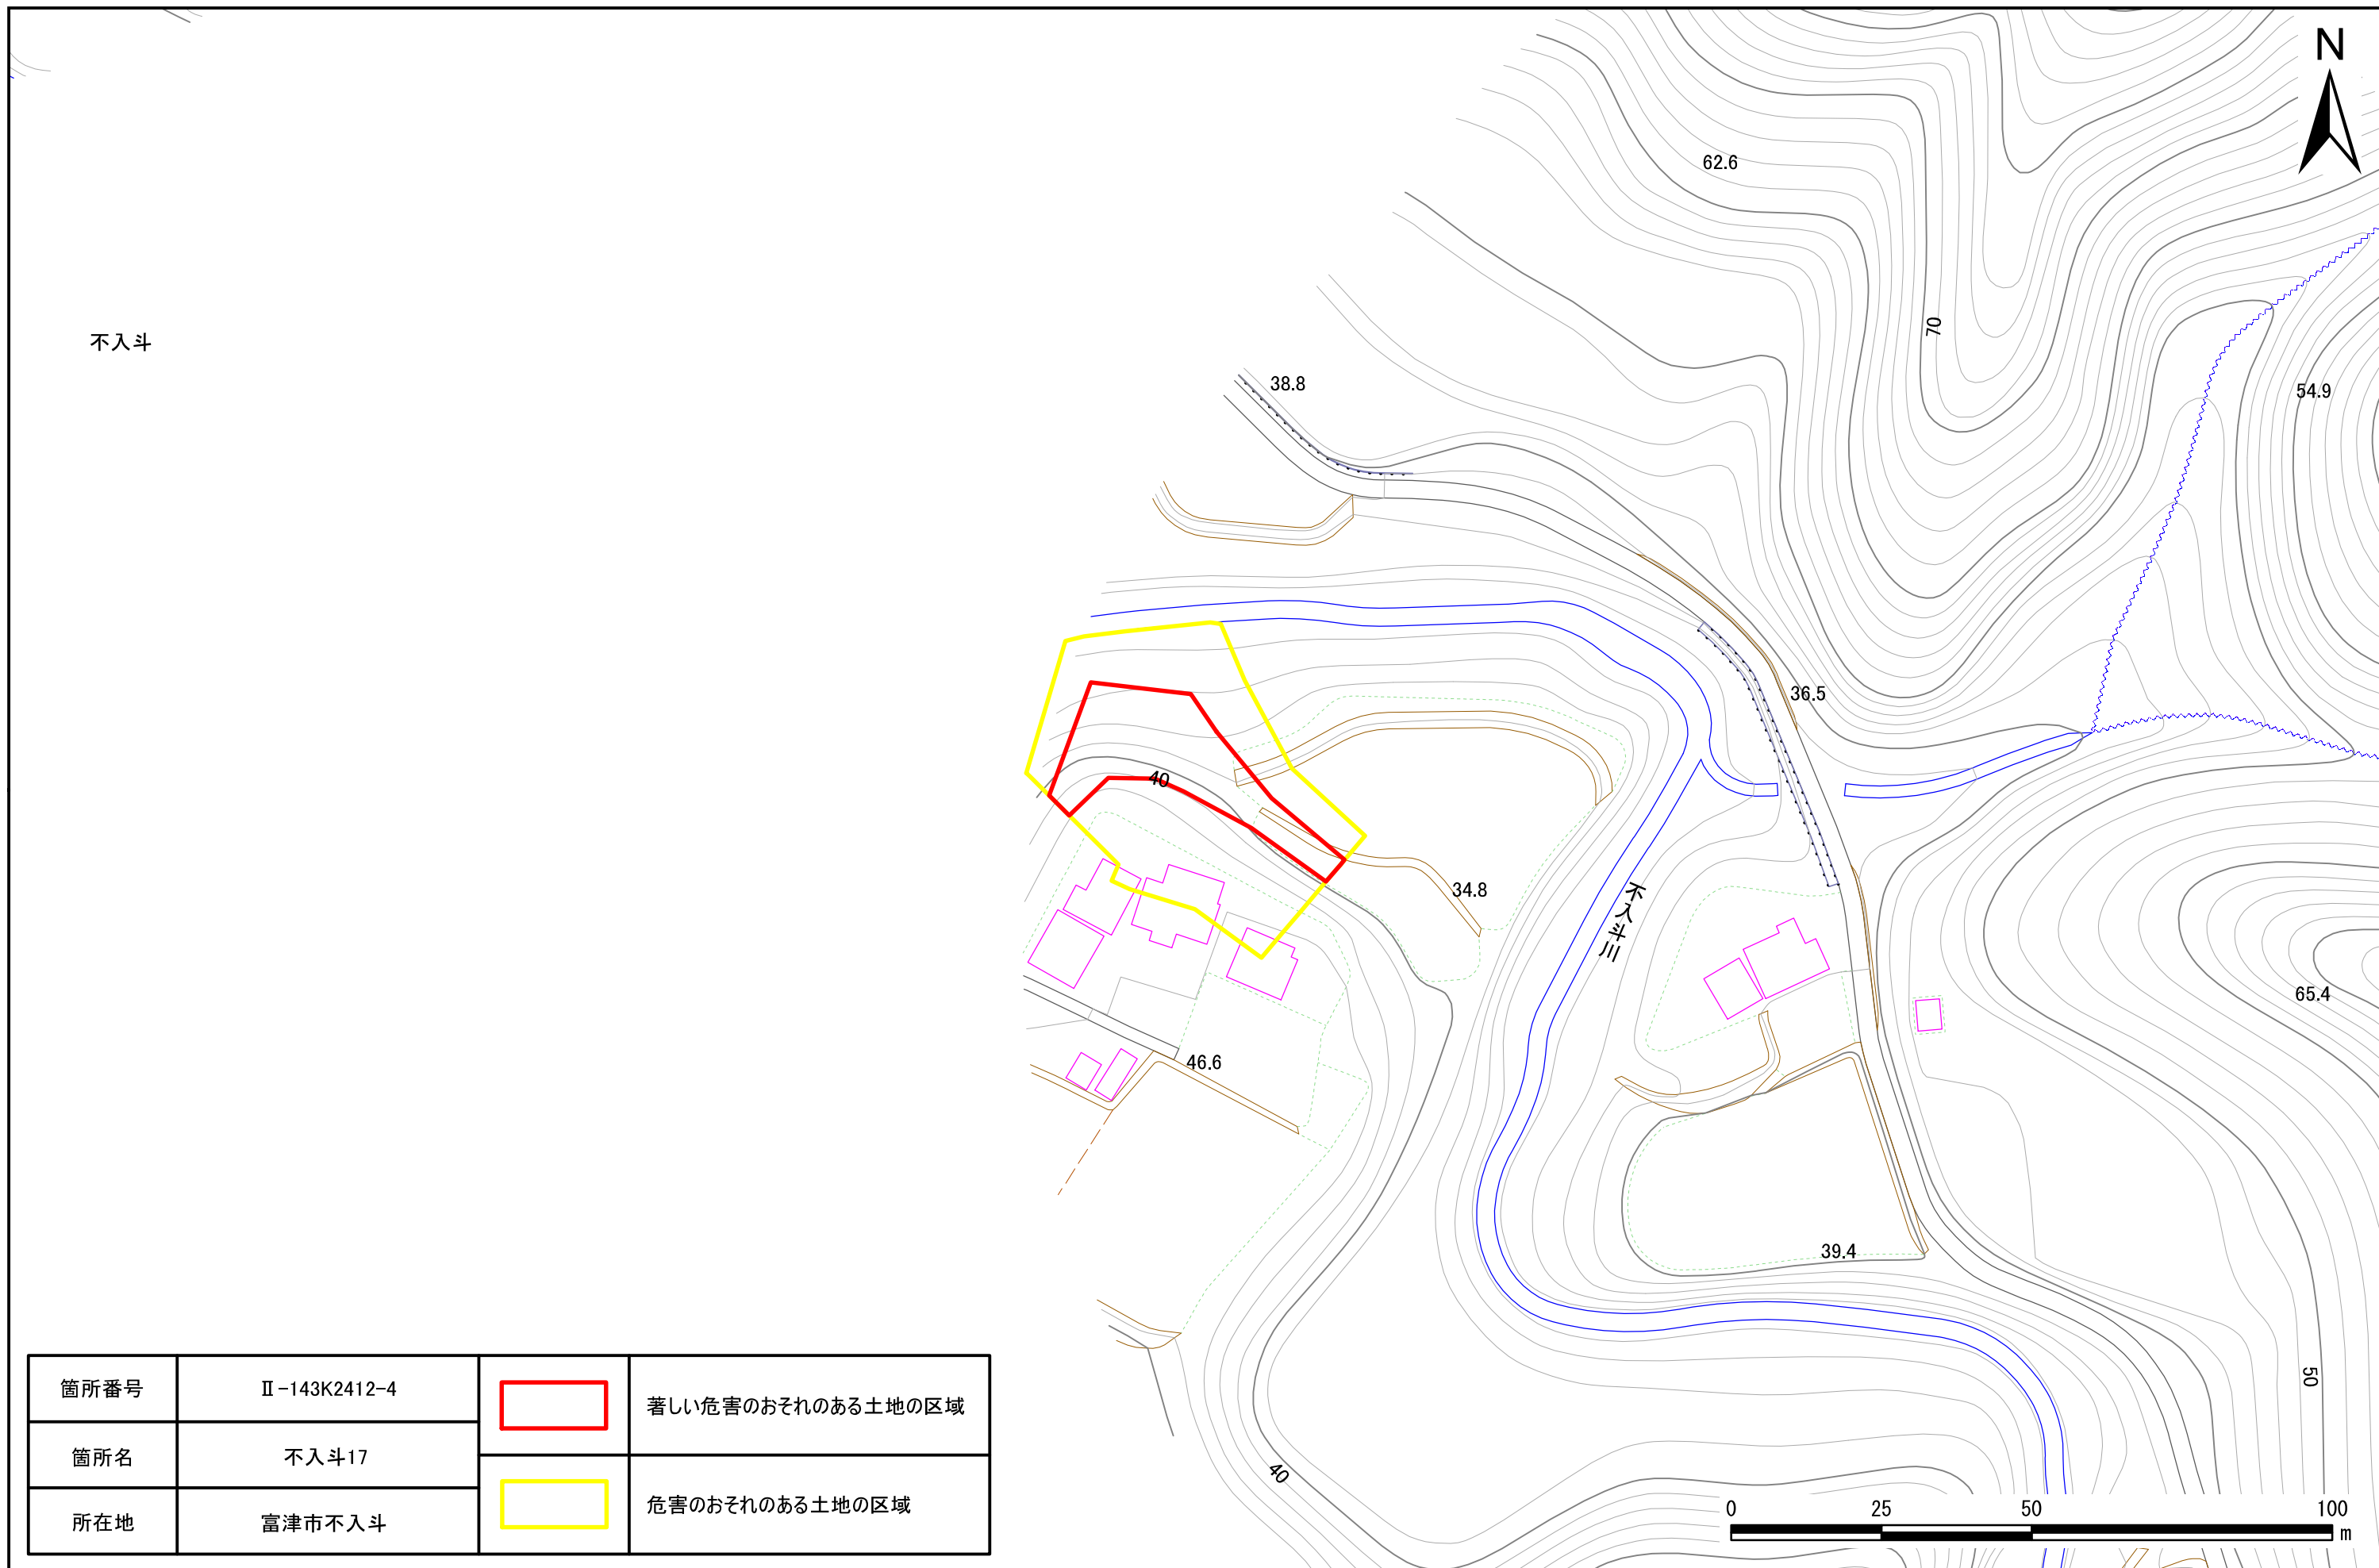 N
62.6
不入斗
70
38.8
54.9
36.5
40
34.8
不入斗川
65.4
46.6
39.4
50
40
箇所番号 Ⅱ-143K2412-4
箇所名 不入斗17
所在地 富津市不入斗
著しい危害のおそれのある土地の区域
危害のおそれのある土地の区域
0 25 50 100
m